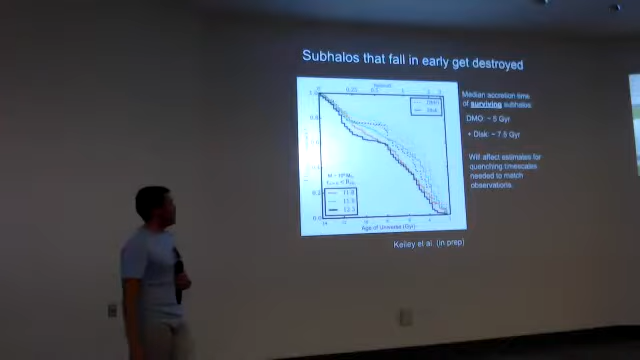 Subhalos that fall in early get destroyed
Median accretion time
of surviving subhalos:
DMO: ~ 5 Gyr
+ Disk: ~ 7.5 Gyr
Will affect estimates for
quenching timescales
needed to match
observations.
Age of Universe (Gyr)
Kelley et al. (in prep)